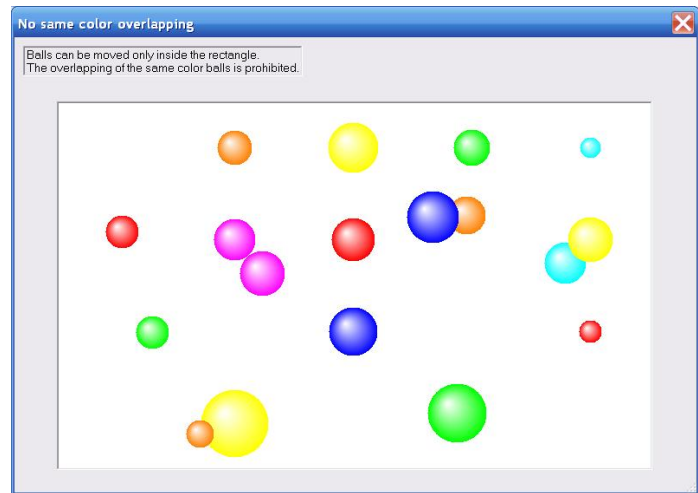 No same color overlapping
Balls can be moved only inside the rectangle.
The overlapping of the same color balls is prohibited.